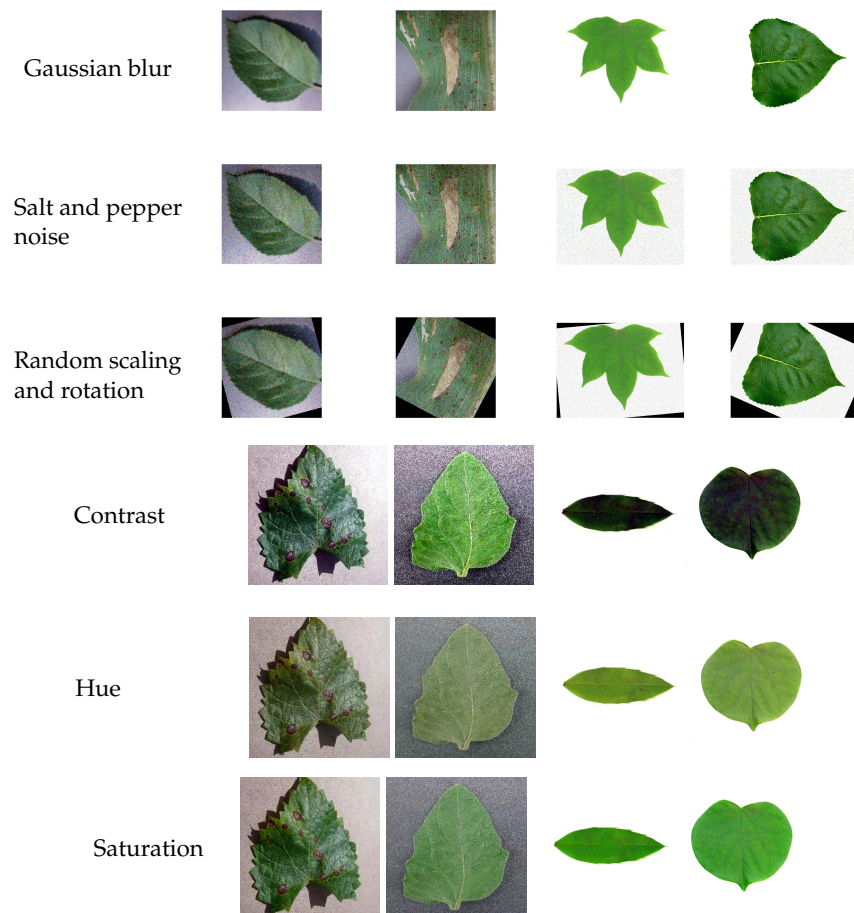 Gaussian blur
Salt and pepper
noise
Random scaling
and rotation
Contrast
Hue
Saturation